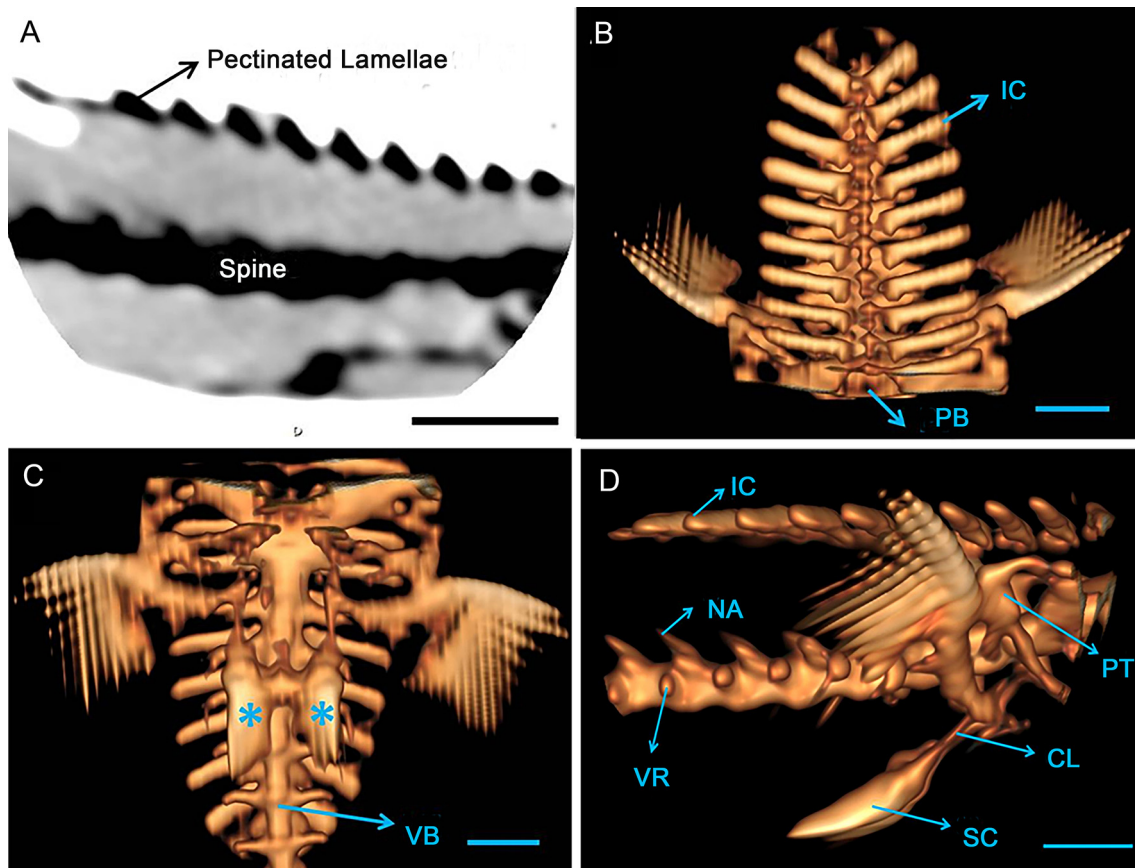 A
Pectinated Lamellae
Spine
B
IC
PB
C
*
*
VB
D
IC
NA
PT
VR
CL
SC